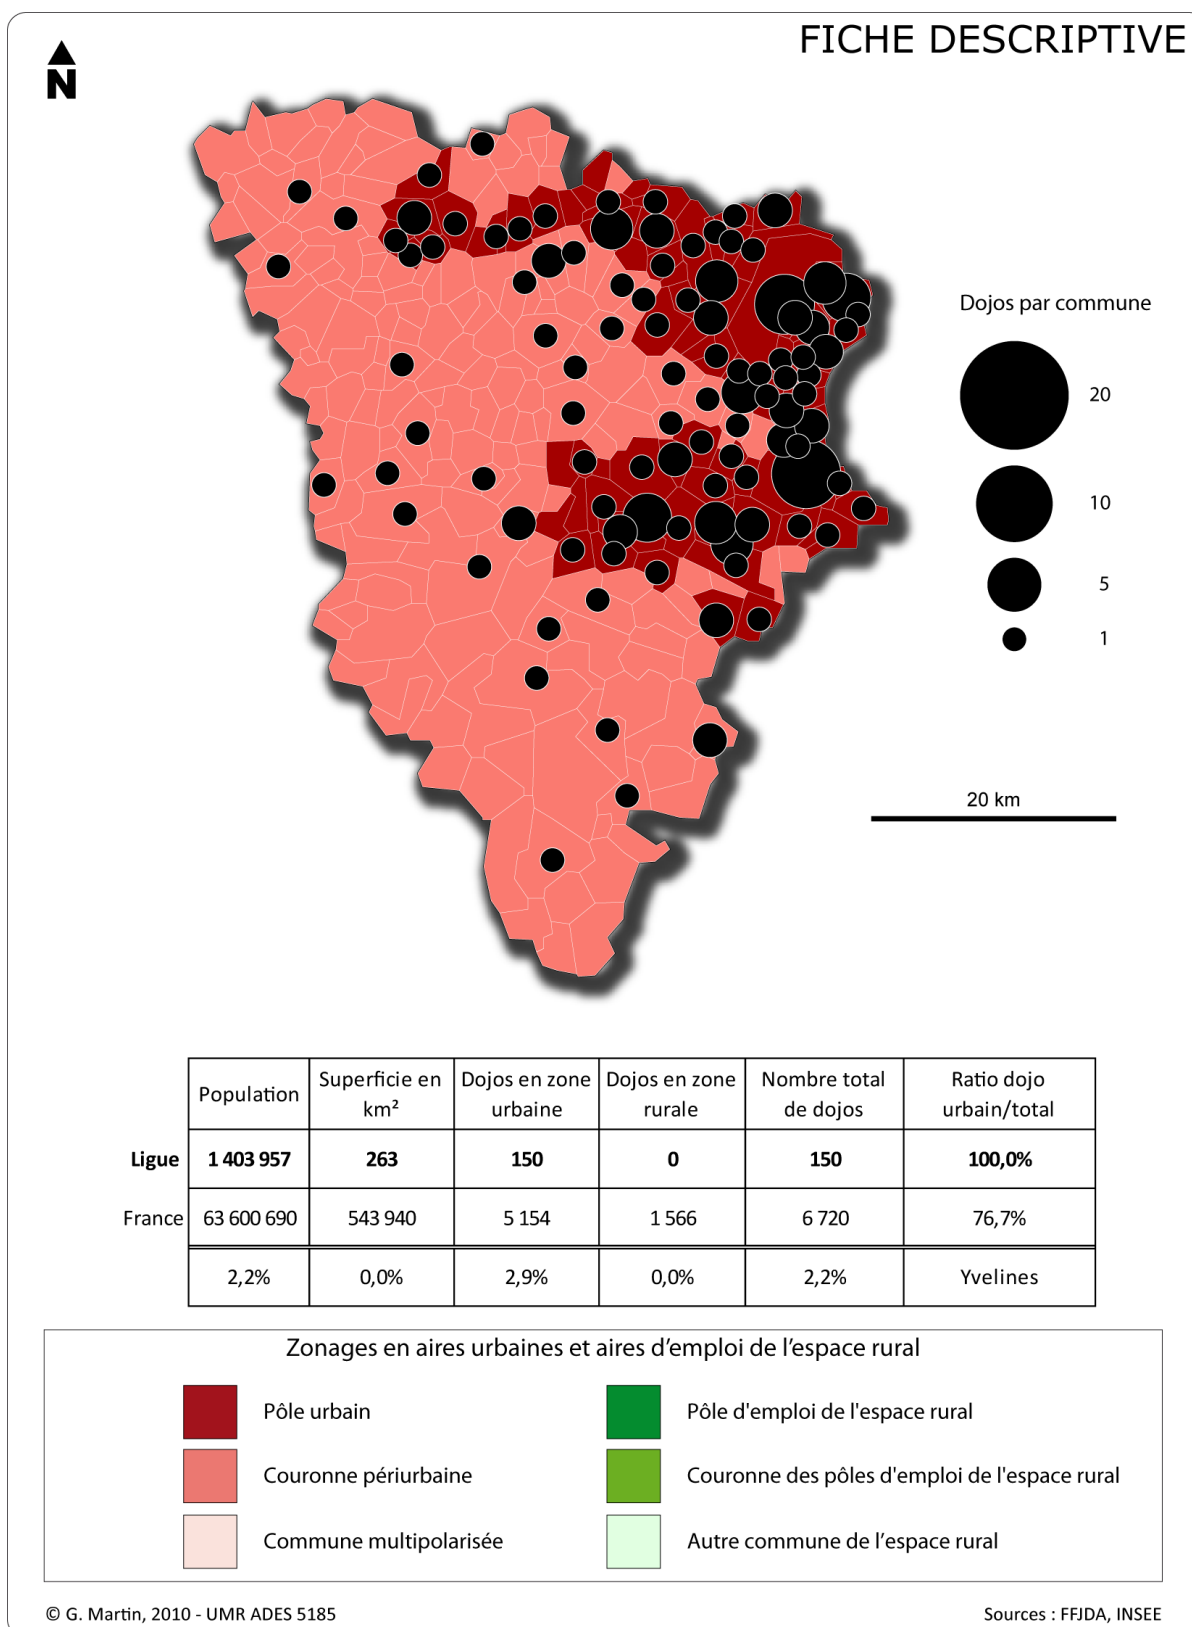 FICHE DESCRIPTIVE
N
Dojos par commune
20
10
5
1
20 km
Population
Superficie en km²
Dojos en zone urbaine
Dojos en zone rurale
Nombre total de dojos
Ratio dojo urbain/total
Ligue 1 403 957 263 150 0 150 100,0%
France 63 600 690 543 940 5 154 1 566 6 720 76,7%
2,2% 0,0% 2,9% 0,0% 2,2% Yvelines
Zonages en aires urbaines et aires d’emploi de l’espace rural
Pôle urbain
Couronne périurbaine
Commune multipolarisée
Pôle d'emploi de l'espace rural
Couronne des pôles d'emploi de l'espace rural
Autre commune de l’espace rural
© G. Martin, 2010 - UMR ADES 5185
Sources : FFJDA, INSEE